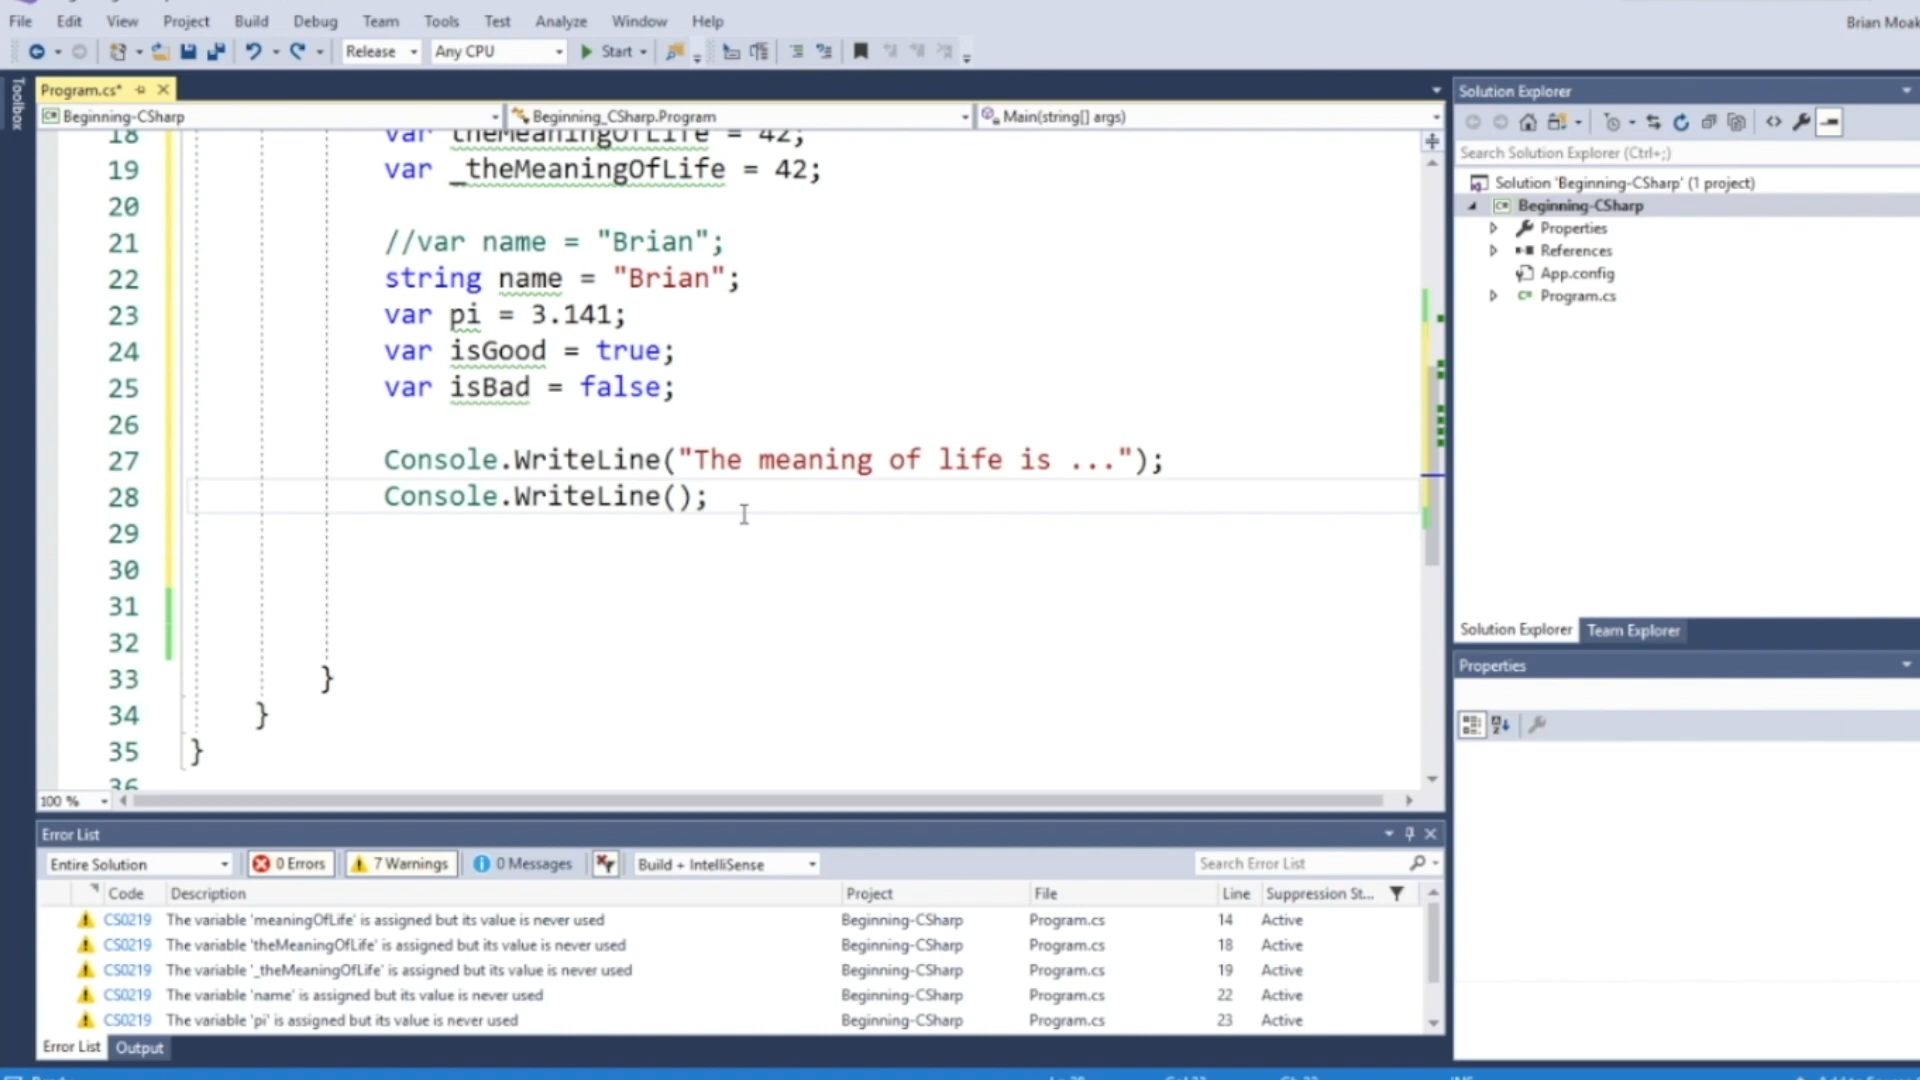 File Edit View Project Build Debug Team Tools Test Analyze Window Help
Brian Moak
Release Any CPU Start
Toolbox
Program.cs*
Beginning-CSharp Beginning_CSharp.Program Main(string[] args)
18 var theMeaningOfLife = 42;
19 var _theMeaningOfLife = 42;
20
21 //var name = "Brian";
22 string name = "Brian";
23 var pi = 3.141;
24 var isGood = true;
25 var isBad = false;
26
27 Console.WriteLine("The meaning of life is ...");
28 Console.WriteLine();
29
30
31
32
33 }
34 }
35 }
36
100 %
Solution Explorer
Search Solution Explorer (Ctrl+;)
Solution 'Beginning-CSharp' (1 project)
Beginning-CSharp
Properties
References
App.config
Program.cs
Solution Explorer Team Explorer
Properties
Error List
Entire Solution 0 Errors 7 Warnings 0 Messages Build + IntelliSense Search Error List
Code Description Project File Line Suppression St...
CS0219 The variable 'meaningOfLife' is assigned but its value is never used Beginning-CSharp Program.cs 14 Active
CS0219 The variable 'theMeaningOfLife' is assigned but its value is never used Beginning-CSharp Program.cs 18 Active
CS0219 The variable '_theMeaningOfLife' is assigned but its value is never used Beginning-CSharp Program.cs 19 Active
CS0219 The variable 'name' is assigned but its value is never used Beginning-CSharp Program.cs 22 Active
CS0219 The variable 'pi' is assigned but its value is never used Beginning-CSharp Program.cs 23 Active
Error List Output